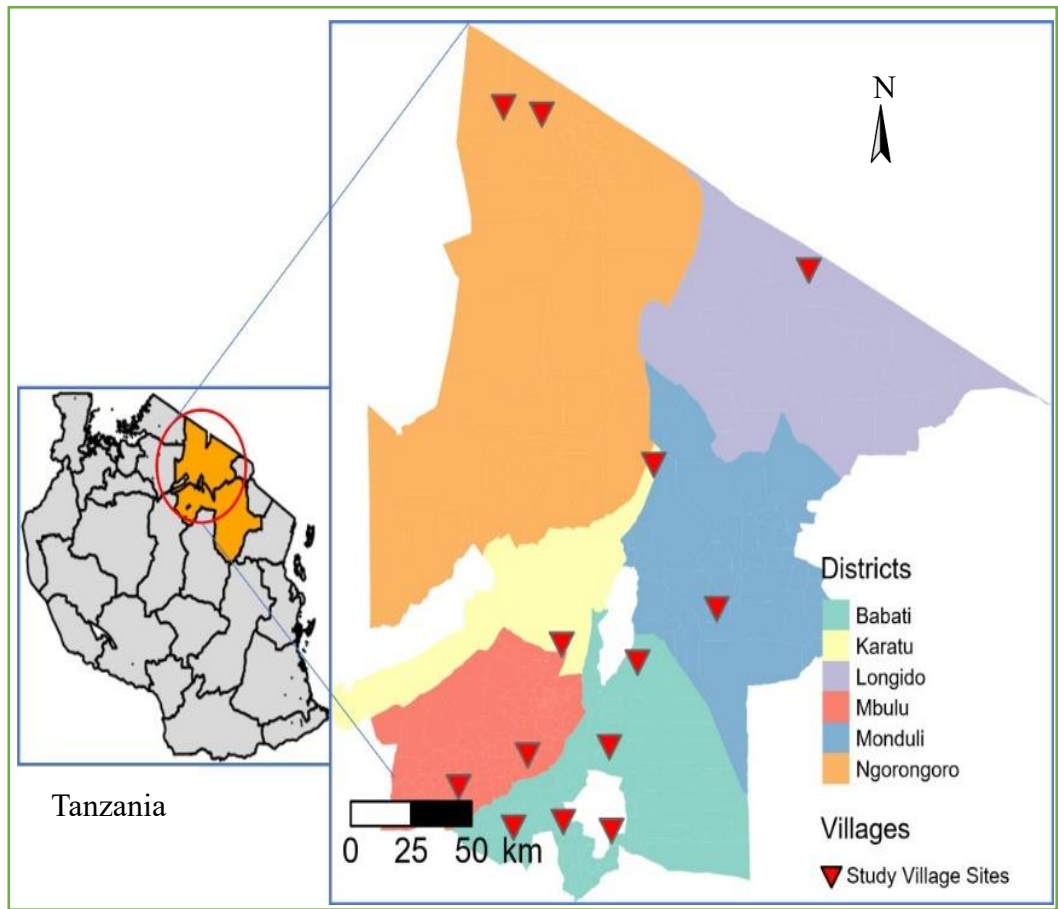 N
Districts
Babati
Karatu
Longido
Mbulu
Monduli
Ngorongoro
Villages
Study Village Sites
0 25 50 km
Tanzania